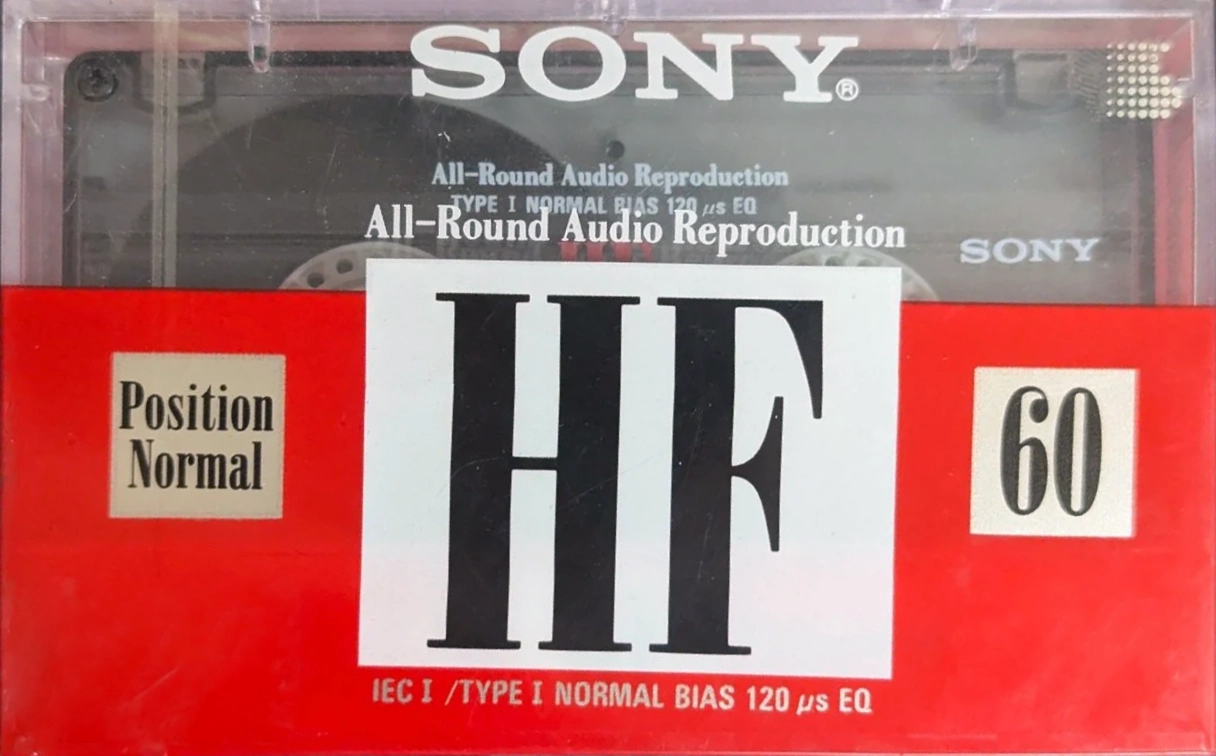 SONY®
All-Round Audio Reproduction
TYPE I NORMAL BIAS 120 µs EQ
All-Round Audio Reproduction
SONY
HF
Position
Normal
60
IEC I /TYPE I NORMAL BIAS 120 µs EQ